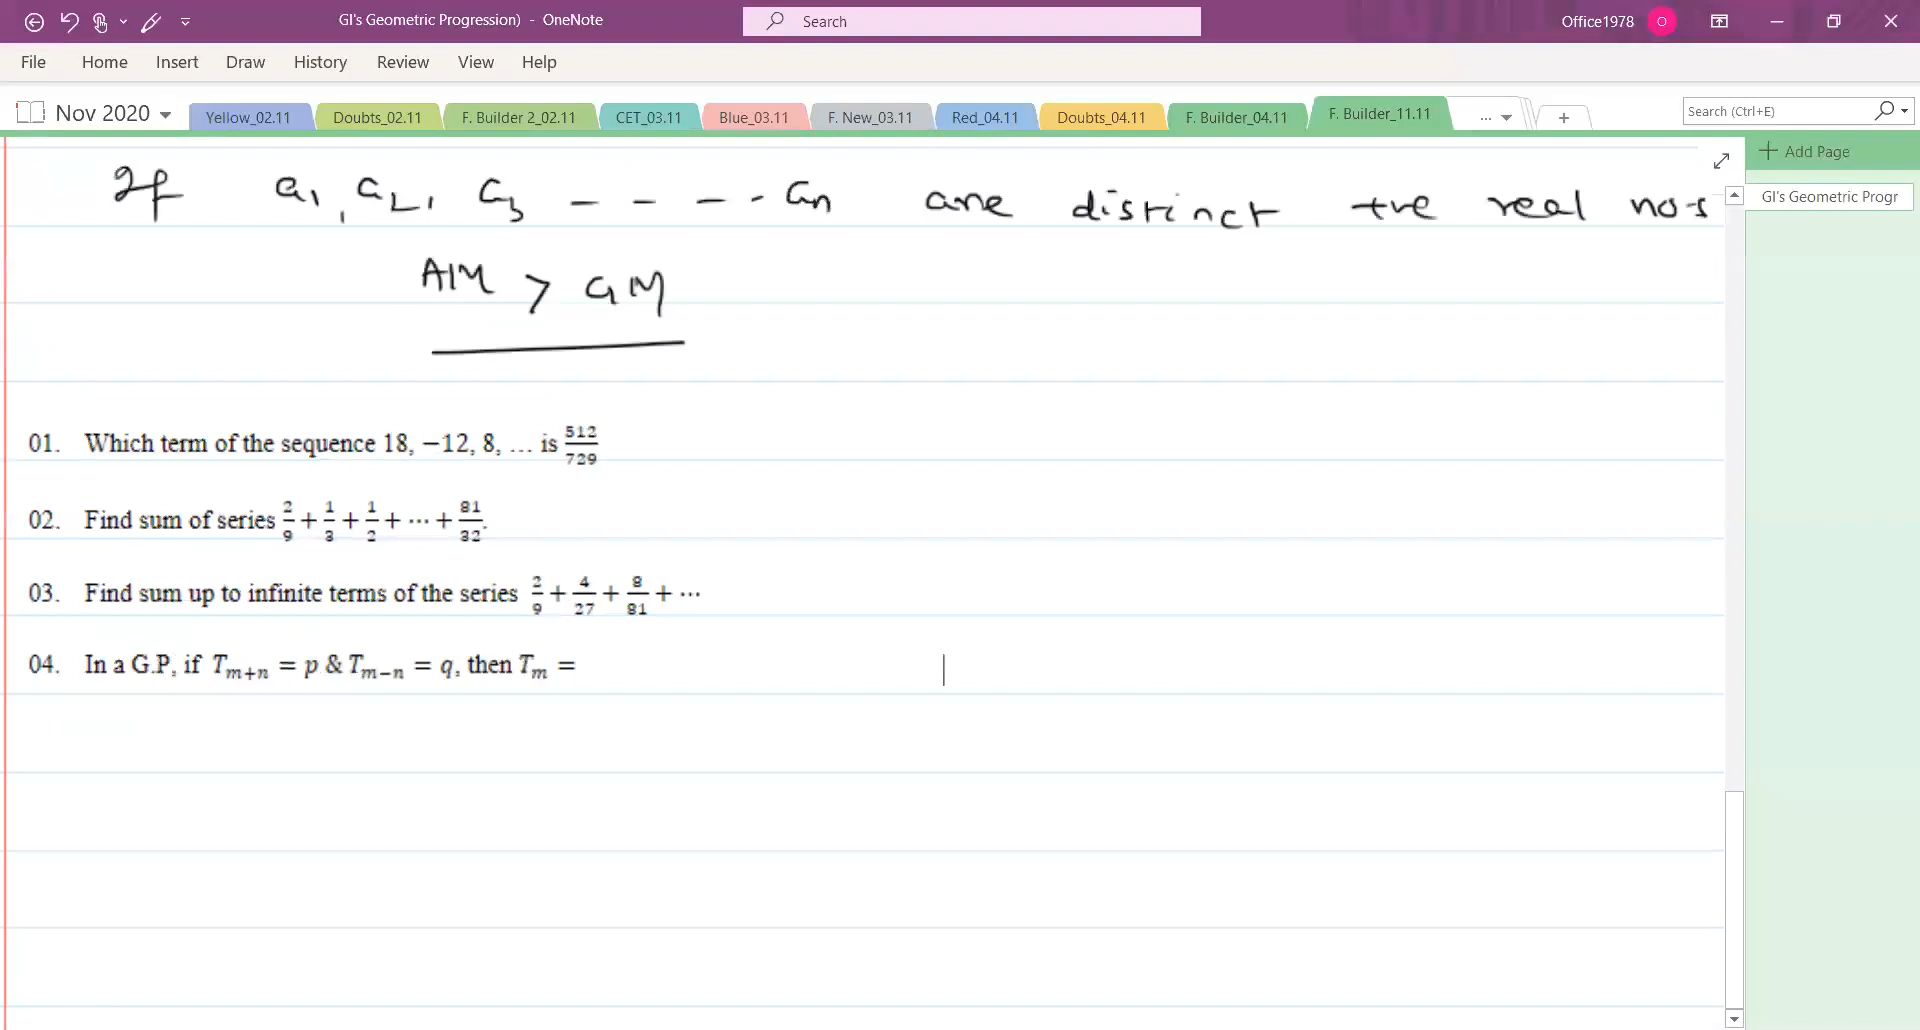 GI's Geometric Progression) - OneNote
Search
Office1978
O
File Home Insert Draw History Review View Help
Nov 2020
Yellow_02.11 Doubts_02.11 F. Builder 2_02.11 CET_03.11 Blue_03.11 F. New_03.11 Red_04.11 Doubts_04.11 F. Builder_04.11 F. Builder_11.11 ... +
Search (Ctrl+E)
+ Add Page
GI's Geometric Progr
If a₁, a₂, a₃ - - - - aₙ are distinct +ve real nos
AM > GM
01. Which term of the sequence 18, −12, 8, … is 512/729
02. Find sum of series 2/9 + 1/3 + 1/2 + ⋯ + 81/32.
03. Find sum up to infinite terms of the series 2/9 + 4/27 + 8/81 + ⋯
04. In a G.P, if Tₘ₊ₙ = p & Tₘ₋ₙ = q, then Tₘ =